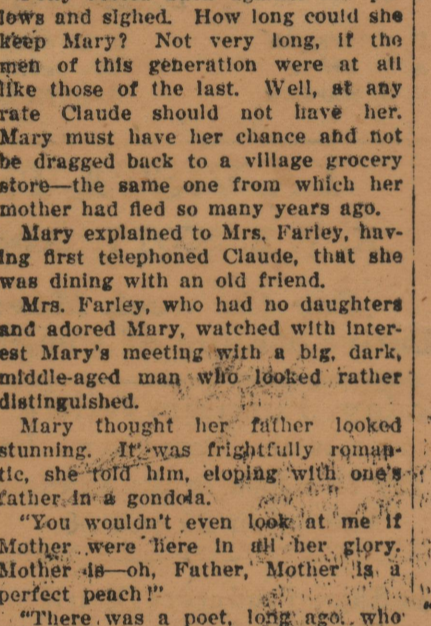 lows and sighed. How long could she
keep Mary? Not very long, if the
men of this generation were at all
like those of the last. Well, at any
rate Claude should not have her.
Mary must have her chance and not
be dragged back to a village grocery
store—the same one from which her
mother had fled so many years ago.
Mary explained to Mrs. Farley, hav-
ing first telephoned Claude, that she
was dining with an old friend.
Mrs. Farley, who had no daughters
and adored Mary, watched with inter-
est Mary's meeting with a big, dark,
middle-aged man who looked rather
distinguished.
Mary thought her father looked
stunning. It was frightfully roman-
tic, she told him, eloping with one's
father in a gondola.
"You wouldn't even look at me if
Mother were here in all her glory.
Mother is—oh, Father, Mother is a
perfect peach!"
"There was a poet, long ago, who